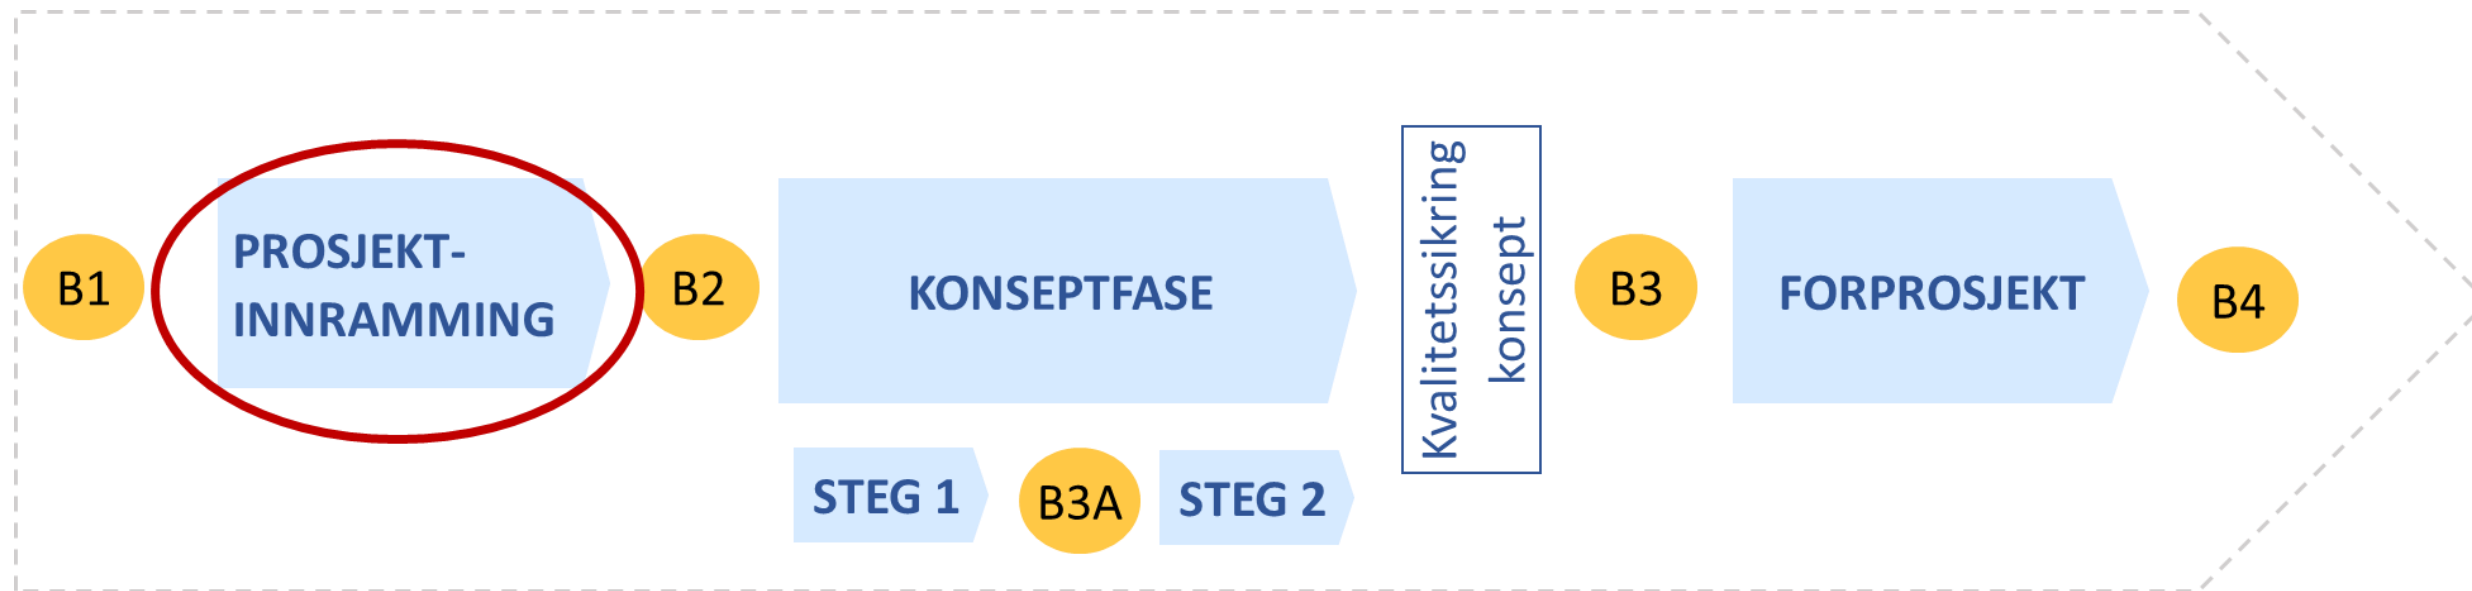 B1
PROSJEKT-
INNRAMMING
B2
KONSEPTFASE
STEG 1
B3A
STEG 2
Kvalitetssikring
konsept
B3
FORPROSJEKT
B4